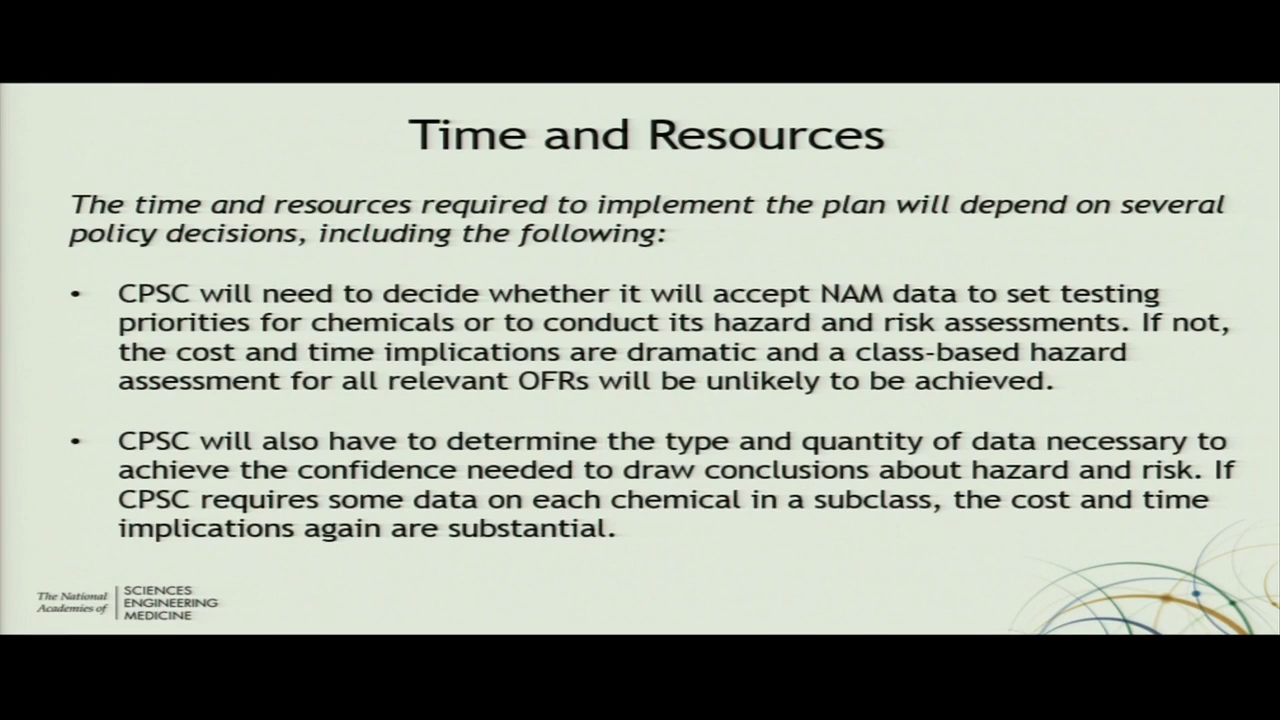 Time and Resources
The time and resources required to implement the plan will depend on several
policy decisions, including the following:
• CPSC will need to decide whether it will accept NAM data to set testing
priorities for chemicals or to conduct its hazard and risk assessments. If not,
the cost and time implications are dramatic and a class-based hazard
assessment for all relevant OFRs will be unlikely to be achieved.
• CPSC will also have to determine the type and quantity of data necessary to
achieve the confidence needed to draw conclusions about hazard and risk. If
CPSC requires some data on each chemical in a subclass, the cost and time
implications again are substantial.
The National
Academies of
SCIENCES
ENGINEERING
MEDICINE